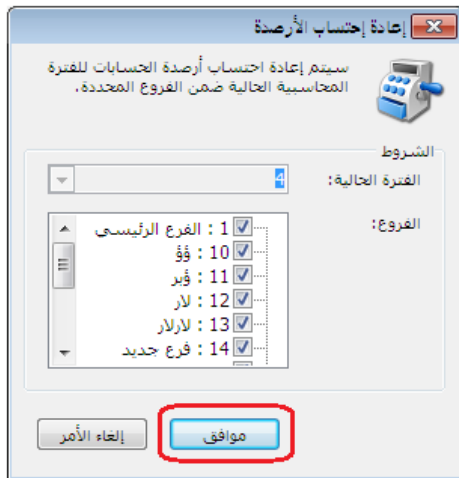 إعادة إحتساب الأرصدة
سيتم إعادة احتساب أرصدة الحسابات للفترة
المحاسبية الحالية ضمن الفروع المحددة.
الشروط
الفترة الحالية: 4
الفروع:
1 : الفرع الرئيسي
10 : ؤؤ
11 : ؤبر
12 : لار
13 : لارلار
14 : فرع جديد
موافق
إلغاء الأمر